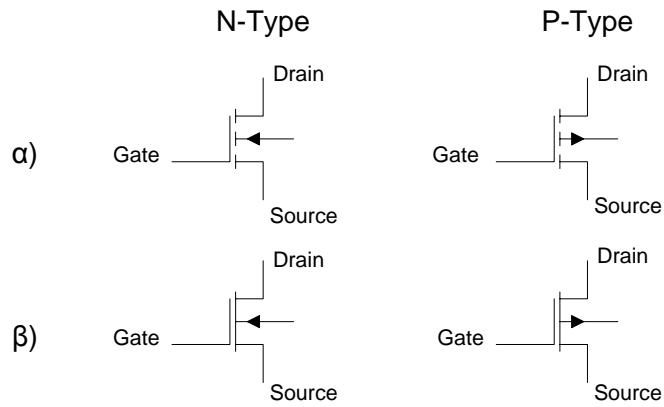 N-Type P-Type
Drain Drain
α) Gate Gate
Source Source
Drain Drain
β) Gate Gate
Source Source